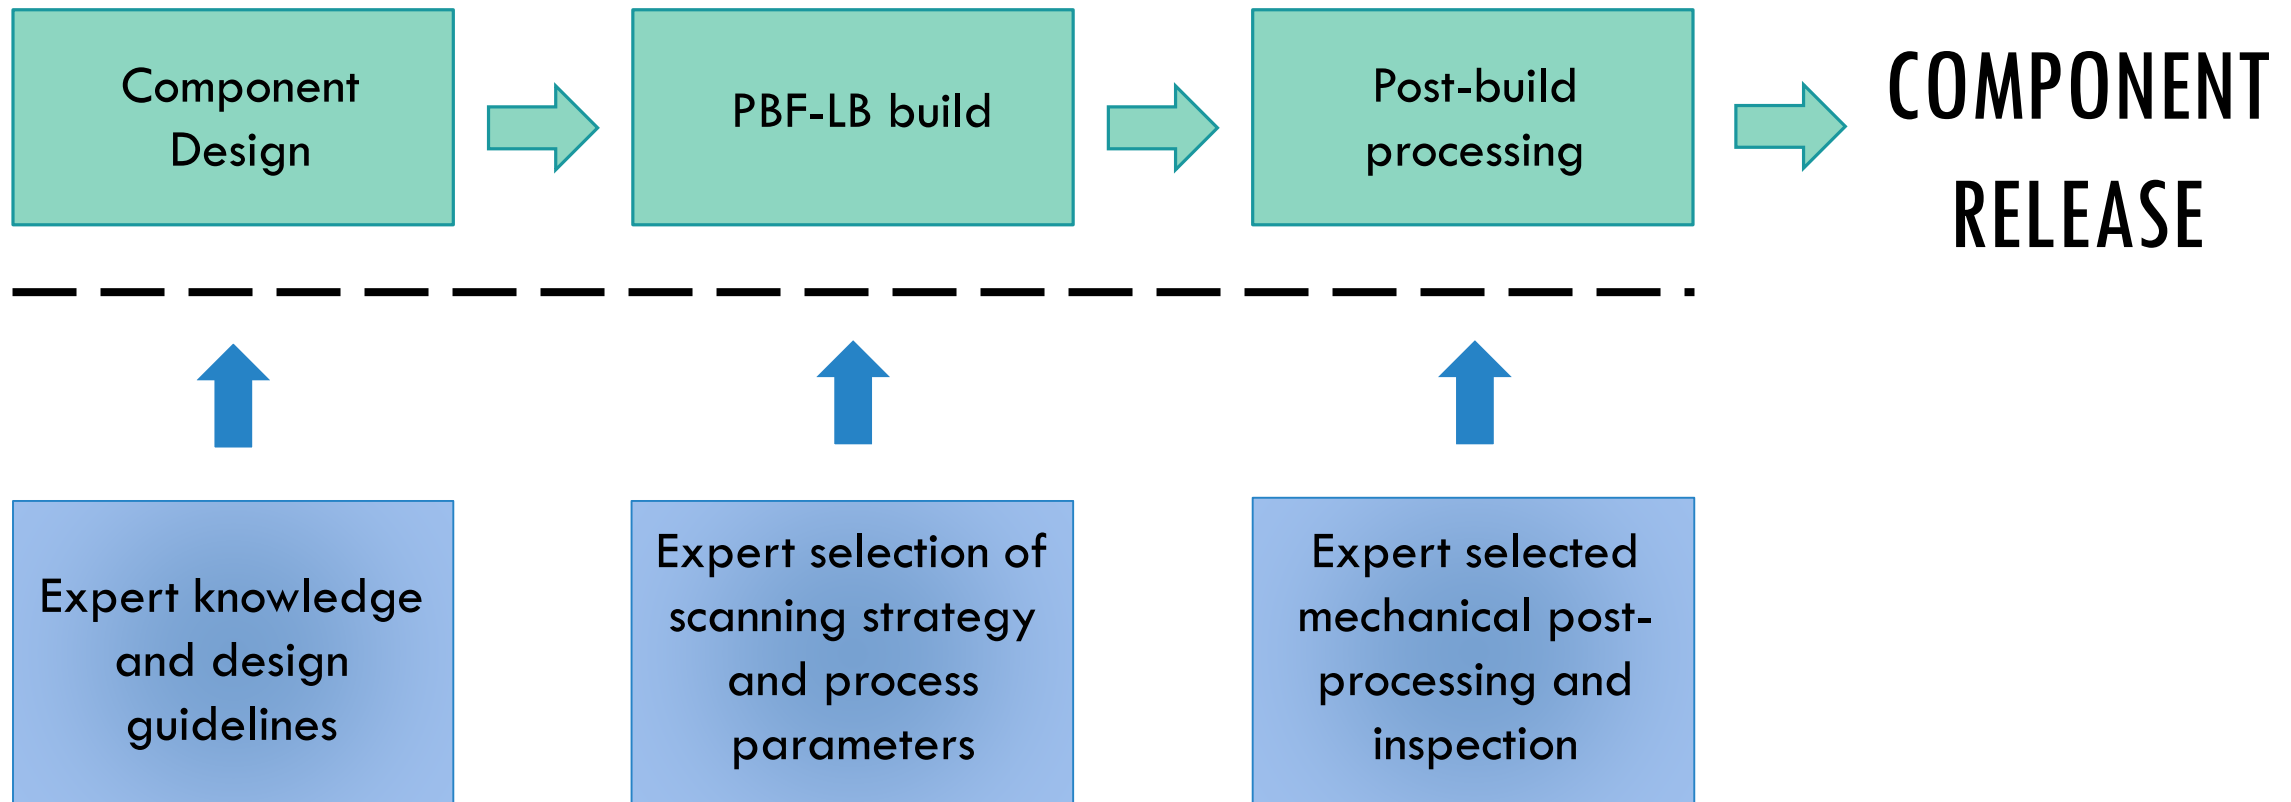 Component
Design
PBF-LB build
Post-build
processing
COMPONENT
RELEASE
Expert knowledge
and design
guidelines
Expert selection of
scanning strategy
and process
parameters
Expert selected
mechanical post-
processing and
inspection